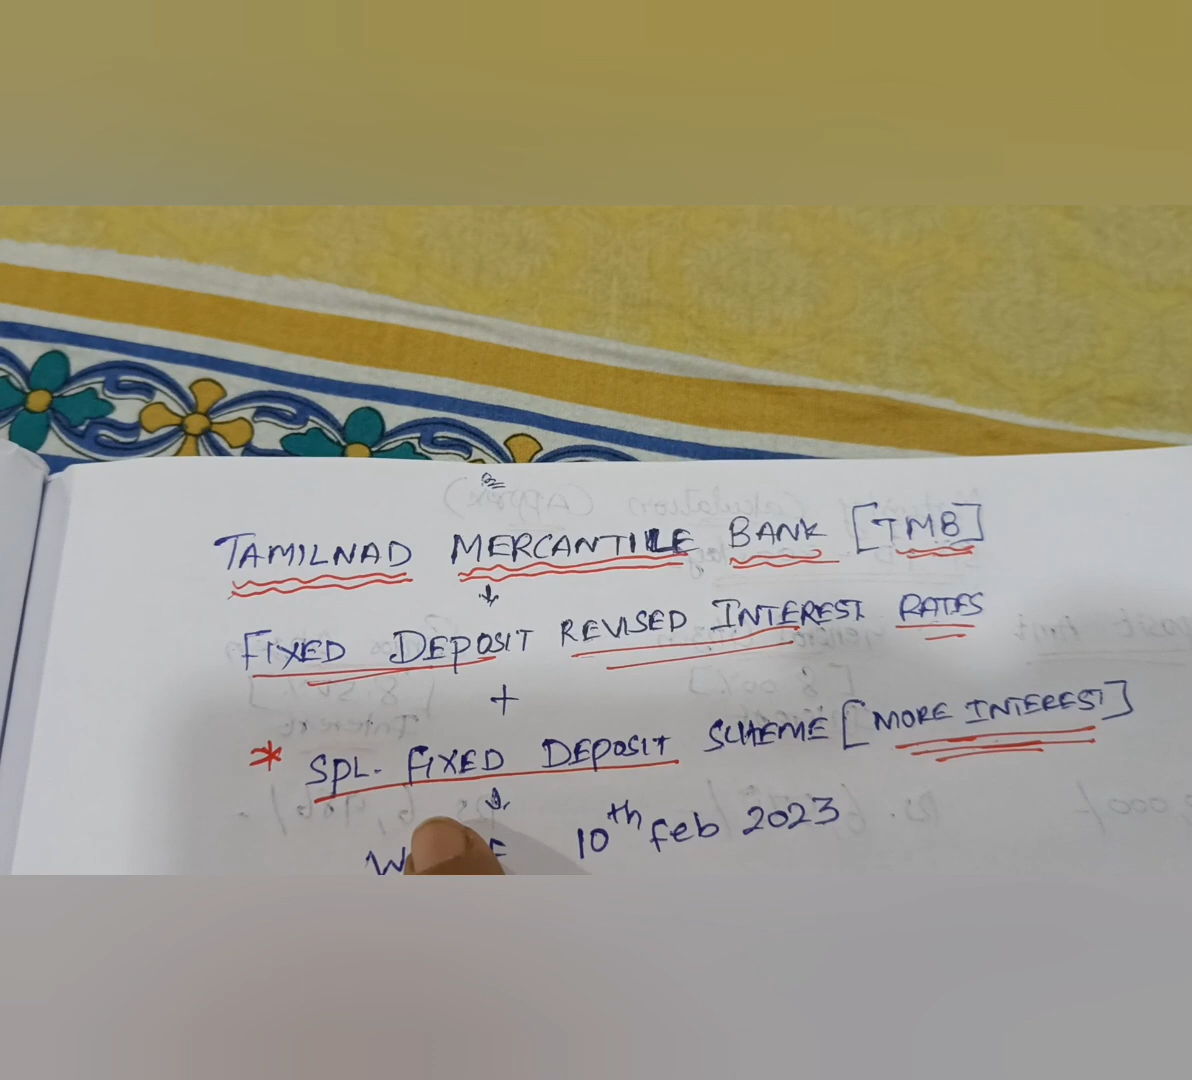 TAMILNAD MERCANTILE BANK [TMB]
FIXED DEPOSIT REVISED INTEREST RATES
+
* SPL. FIXED DEPOSIT SCHEME [MORE INTEREST]
10th feb 2023